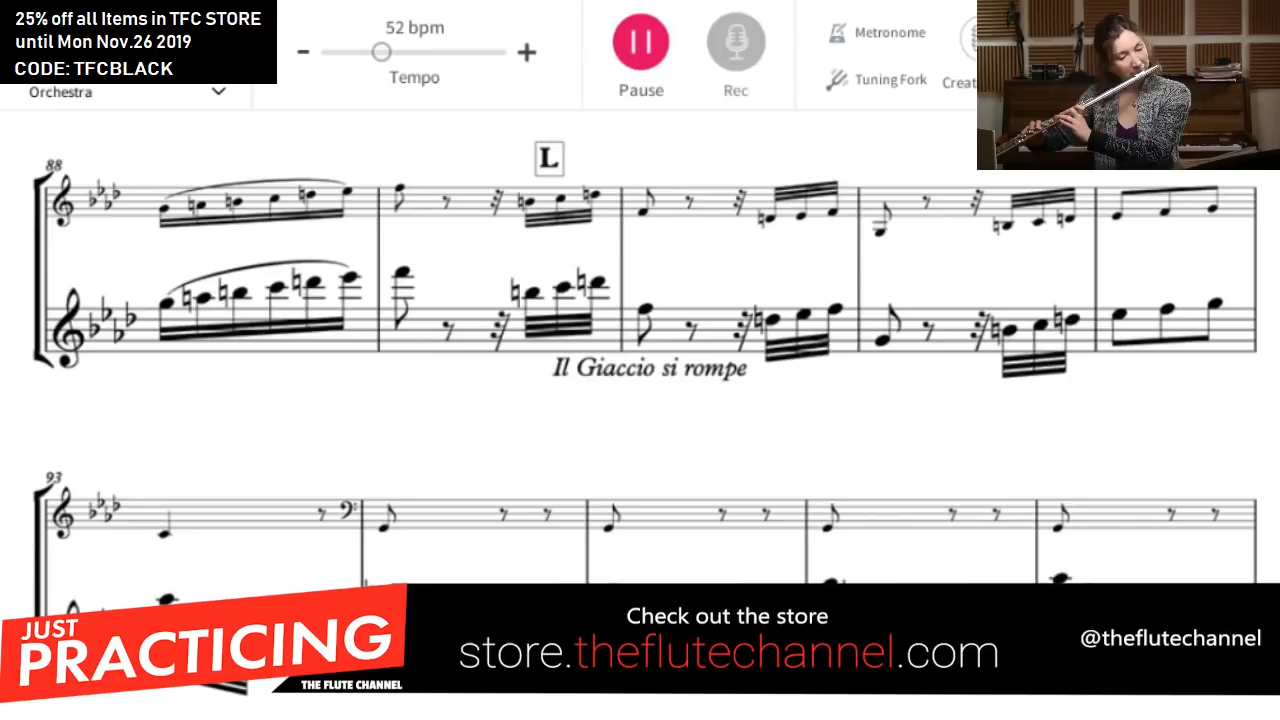 25% off all Items in TFC STORE
until Mon Nov.26 2019
CODE: TFCBLACK
Orchestra
52 bpm
Tempo
Pause
Rec
Metronome
Tuning Fork
Creat
88
L
Il Giaccio si rompe
93
JUST
PRACTICING
THE FLUTE CHANNEL
Check out the store
store.theflutechannel.com
@theflutechannel